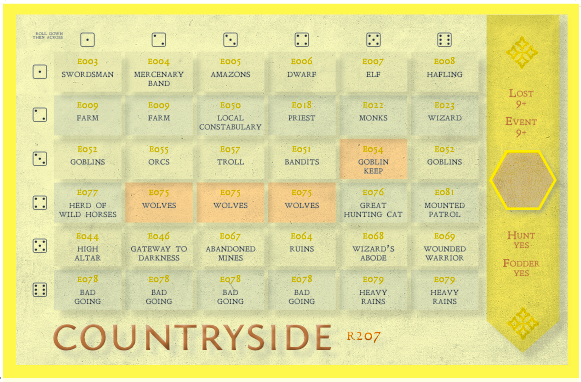 ROLL DOWN
THEN ACROSS
E003 E004 E005 E006 E007 E008
SWORDSMAN MERCENARY BAND AMAZONS DWARF ELF HAFLING
E009 E009 E050 E018 E022 E023
FARM FARM LOCAL CONSTABULARY PRIEST MONKS WIZARD
E052 E055 E057 E051 E054 E052
GOBLINS ORCS TROLL BANDITS GOBLIN KEEP GOBLINS
E077 E075 E075 E075 E076 E081
HERD OF WILD HORSES WOLVES WOLVES WOLVES GREAT HUNTING CAT MOUNTED PATROL
E044 E046 E067 E064 E068 E069
HIGH ALTAR GATEWAY TO DARKNESS ABANDONED MINES RUINS WIZARD'S ABODE WOUNDED WARRIOR
E078 E078 E078 E078 E079 E079
BAD GOING BAD GOING BAD GOING BAD GOING HEAVY RAINS HEAVY RAINS
COUNTRYSIDE R207
LOST
9+
EVENT
9+
HUNT
YES
FODDER
YES